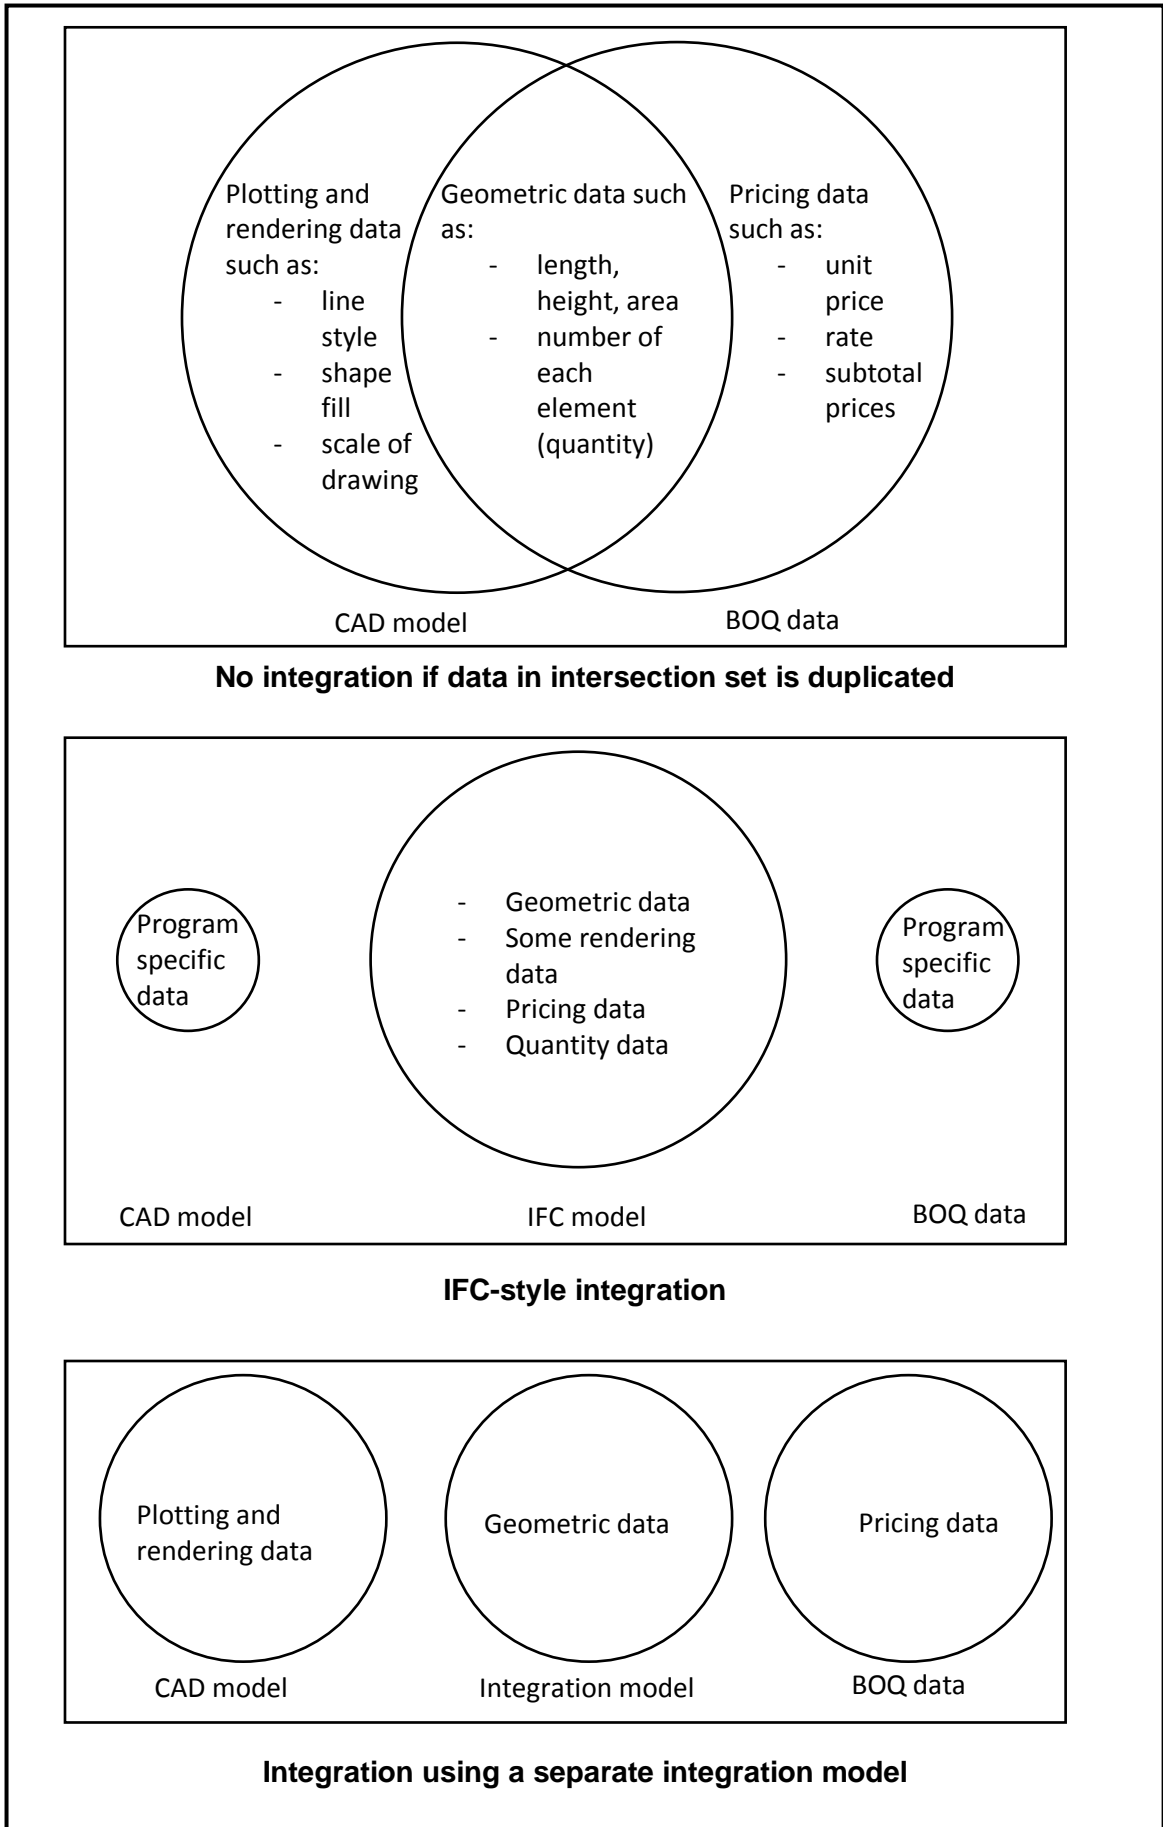 Plotting and
rendering data
such as:
- line
style
- shape
fill
- scale of
drawing
Geometric data such
as:
- length,
height, area
- number of
each
element
(quantity)
Pricing data
such as:
- unit
price
- rate
- subtotal
prices
CAD model
BOQ data
No integration if data in intersection set is duplicated
Program
specific
data
- Geometric data
- Some rendering
data
- Pricing data
- Quantity data
Program
specific
data
CAD model
IFC model
BOQ data
IFC-style integration
Plotting and
rendering data
Geometric data
Pricing data
CAD model
Integration model
BOQ data
Integration using a separate integration model